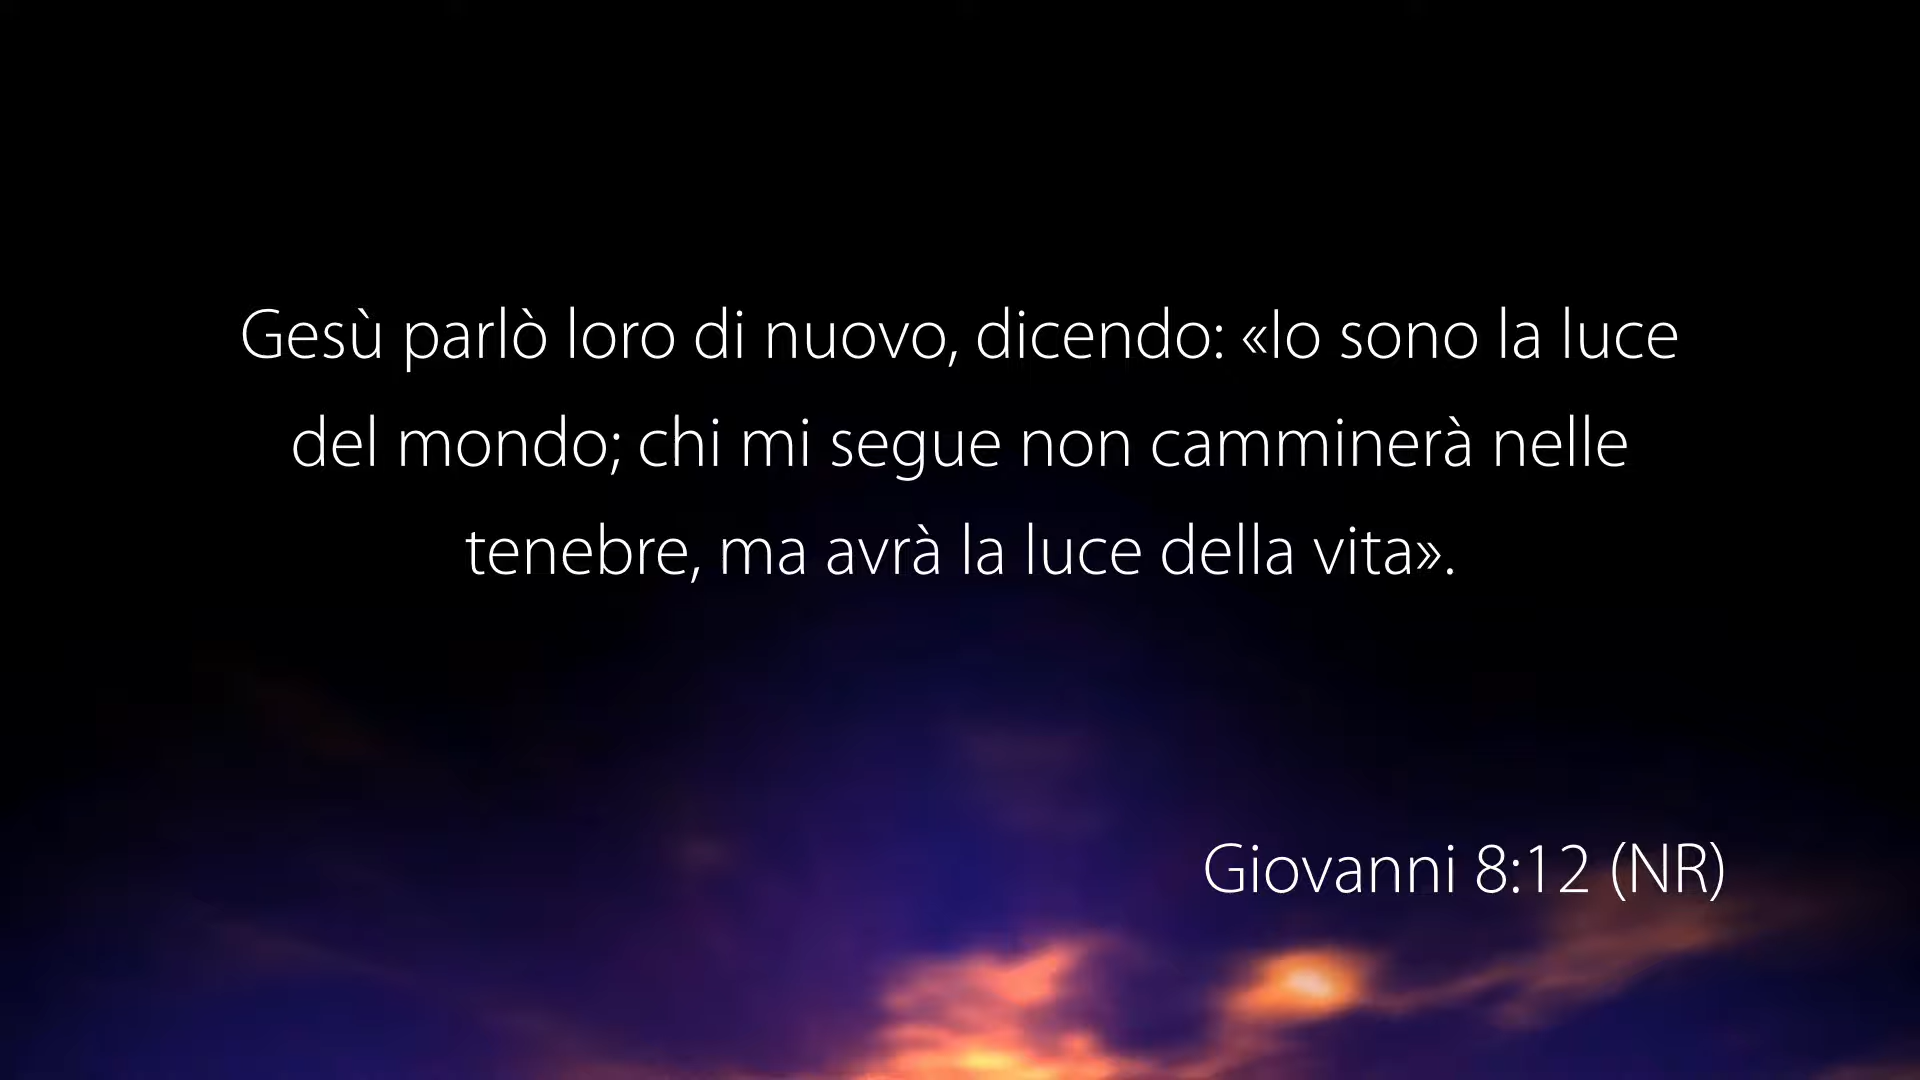 Gesù parlò loro di nuovo, dicendo: «Io sono la luce
del mondo; chi mi segue non camminerà nelle
tenebre, ma avrà la luce della vita».
Giovanni 8:12 (NR)